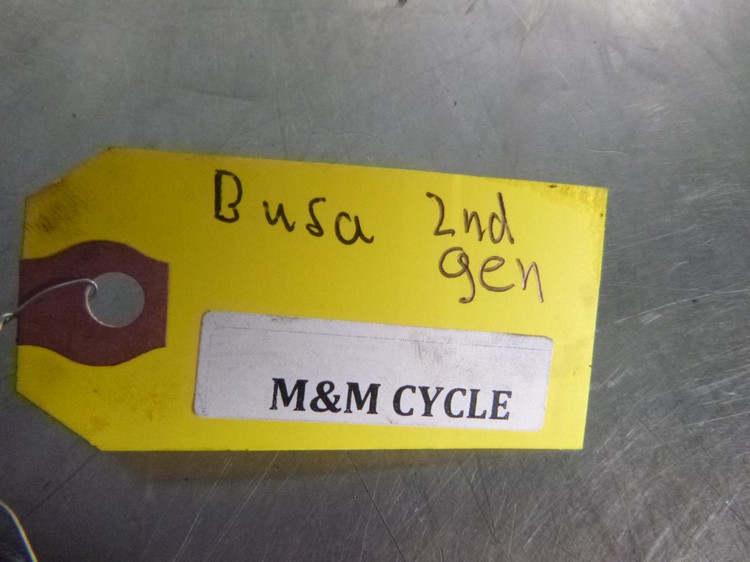 Busa 2nd
gen
M&M CYCLE